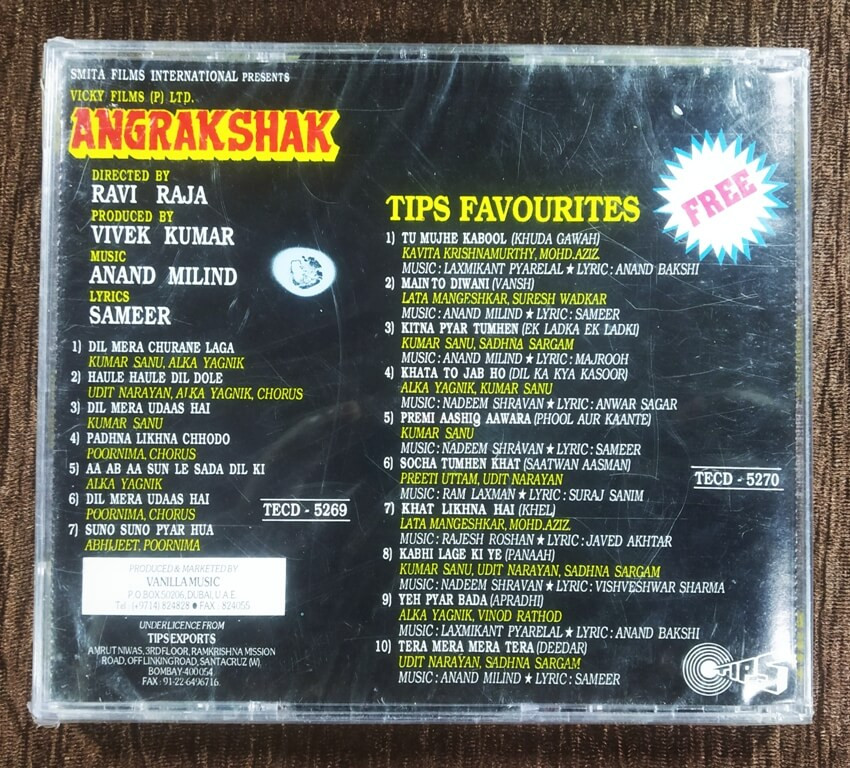 SMITA FILMS INTERNATIONAL PRESENTS
VICKY FILMS (P) LTD.
ANGRAKSHAK
DIRECTED BY
RAVI RAJA
PRODUCED BY
VIVEK KUMAR
MUSIC
ANAND MILIND
LYRICS
SAMEER
1) DIL MERA CHURANE LAGA
KUMAR SANU, ALKA YAGNIK
2) HAULE HAULE DIL DOLE
UDIT NARAYAN, ALKA YAGNIK, CHORUS
3) DIL MERA UDAAS HAI
KUMAR SANU
4) PADHNA LIKHNA CHHODO
POORNIMA, CHORUS
5) AA AB AA SUN LE SADA DIL KI
ALKA YAGNIK
6) DIL MERA UDAAS HAI
POORNIMA, CHORUS
7) SUNO SUNO PYAR HUA
ABHIJEET, POORNIMA
TECD - 5269
PRODUCED & MARKETED BY
VANILLA MUSIC
P.O.BOX.50206, DUBAI, U.A.E.
Tel.: (+9714) 824828 ● FAX : 824055
UNDER LICENCE FROM
TIPS EXPORTS
AMRUT NIWAS, 3RD FLOOR, RAMKRISHNA MISSION
ROAD, OFF LINKING ROAD, SANTACRUZ (W),
BOMBAY-400 054.
FAX : 91-22-6496716.
FREE
TIPS FAVOURITES
1) TU MUJHE KABOOL (KHUDA GAWAH)
KAVITA KRISHNAMURTHY, MOHD.AZIZ.
MUSIC : LAXMIKANT PYARELAL ★ LYRIC : ANAND BAKSHI
2) MAIN TO DIWANI (VANSH)
LATA MANGESHKAR, SURESH WADKAR
MUSIC : ANAND MILIND ★ LYRIC : SAMEER
3) KITNA PYAR TUMHEN (EK LADKA EK LADKI)
KUMAR SANU, SADHNA SARGAM
MUSIC : ANAND MILIND ★ LYRIC : MAJROOH
4) KHATA TO JAB HO (DIL KA KYA KASOOR)
ALKA YAGNIK, KUMAR SANU
MUSIC : NADEEM SHRAVAN ★ LYRIC : ANWAR SAGAR
5) PREMI AASHIQ AAWARA (PHOOL AUR KAANTE)
KUMAR SANU
MUSIC : NADEEM SHRAVAN ★ LYRIC : SAMEER
6) SOCHA TUMHEN KHAT (SAATWAN AASMAN)
PREETI UTTAM, UDIT NARAYAN
MUSIC : RAM LAXMAN ★ LYRIC : SURAJ SANIM
7) KHAT LIKHNA HAI (KHEL)
LATA MANGESHKAR, MOHD.AZIZ.
MUSIC : RAJESH ROSHAN ★ LYRIC : JAVED AKHTAR
8) KABHI LAGE KI YE (PANAAH)
KUMAR SANU, UDIT NARAYAN, SADHNA SARGAM
MUSIC : NADEEM SHRAVAN ★ LYRIC : VISHVESHWAR SHARMA
9) YEH PYAR BADA (APRADHI)
ALKA YAGNIK, VINOD RATHOD
MUSIC : LAXMIKANT PYARELAL ★ LYRIC : ANAND BAKSHI
10) TERA MERA MERA TERA (DEEDAR)
UDIT NARAYAN, SADHNA SARGAM
MUSIC : ANAND MILIND ★ LYRIC : SAMEER
TECD - 5270
TIPS